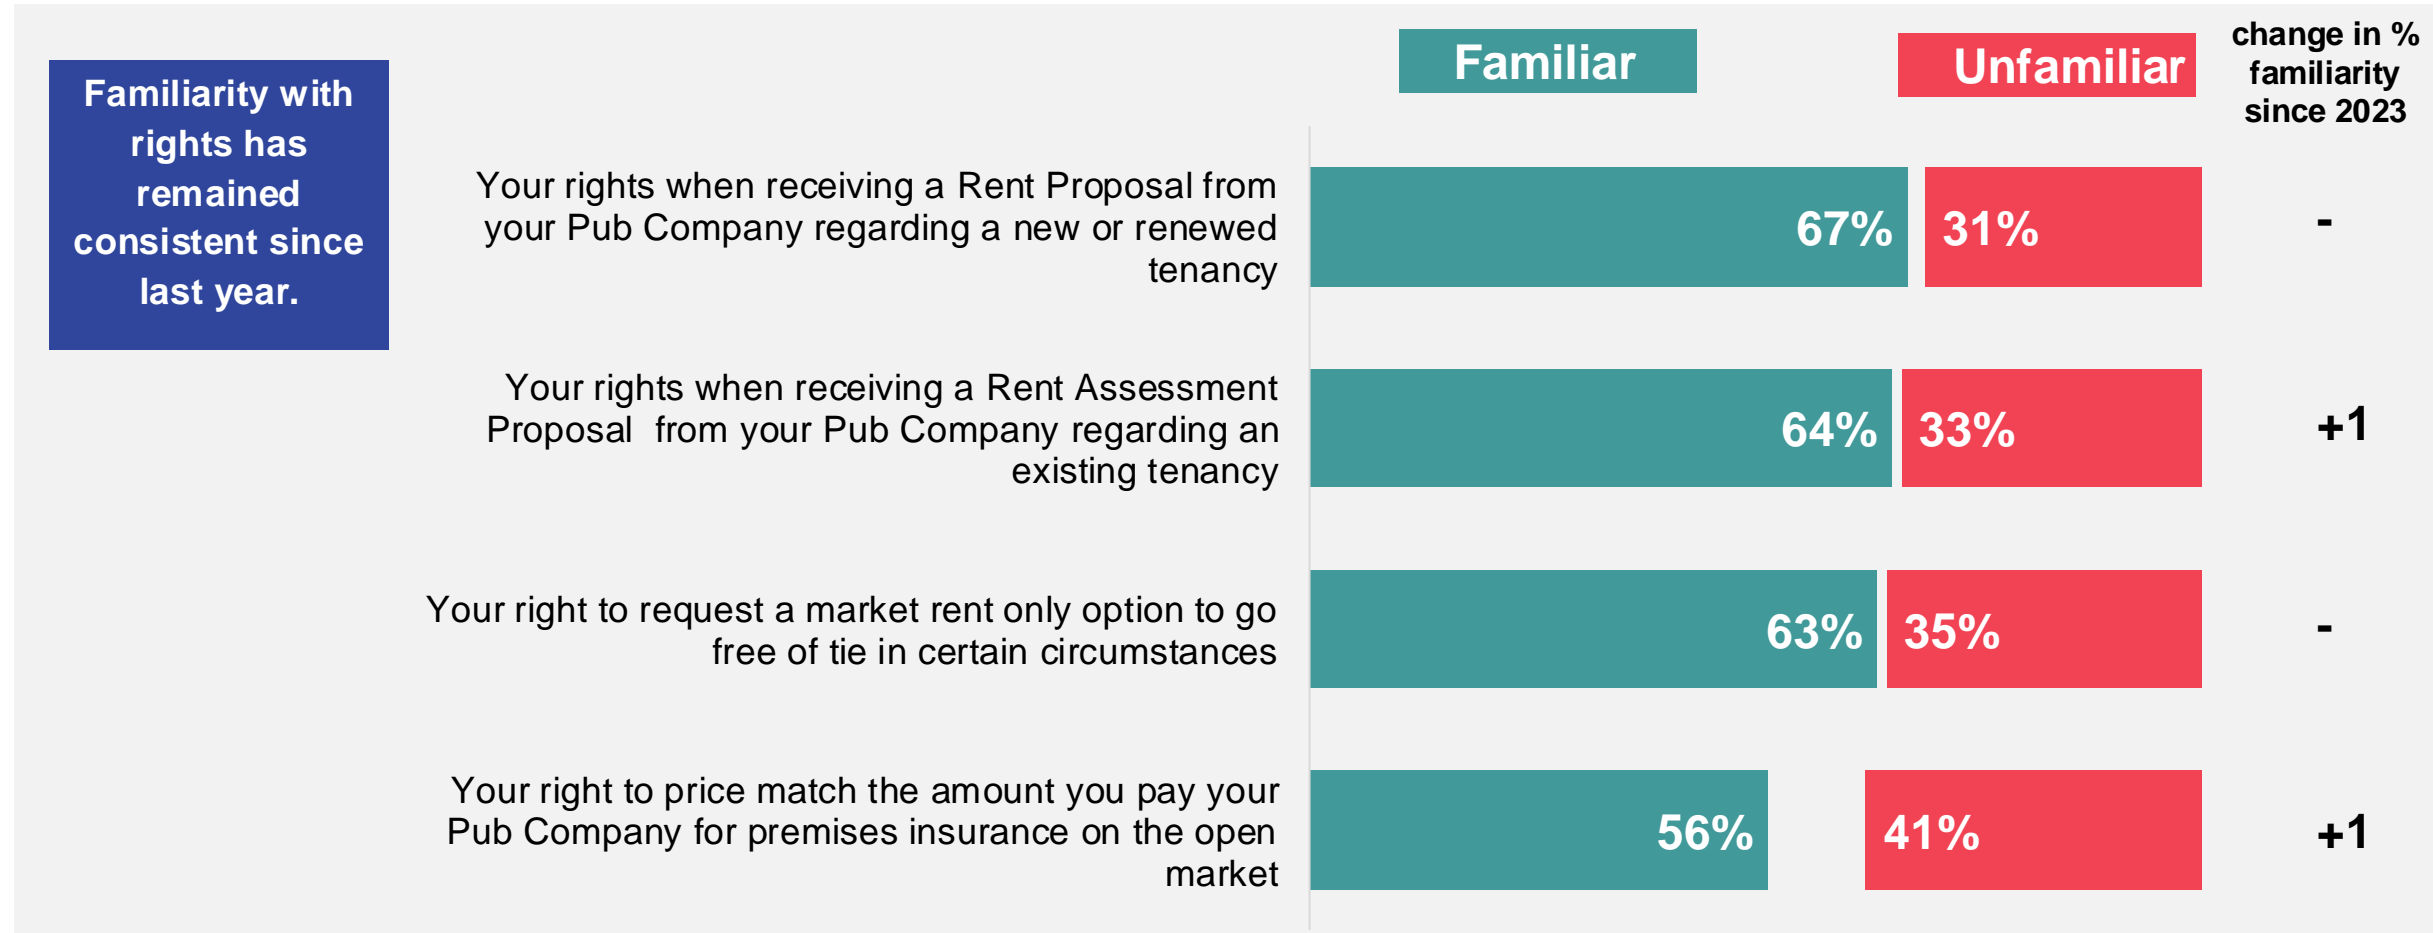 Familiarity with
rights has
remained
consistent since
last year.
Familiar
Unfamiliar
change in %
familiarity
since 2023
Your rights when receiving a Rent Proposal from
your Pub Company regarding a new or renewed
tenancy
67%
31%
-
Your rights when receiving a Rent Assessment
Proposal  from your Pub Company regarding an
existing tenancy
64%
33%
+1
Your right to request a market rent only option to go
free of tie in certain circumstances
63%
35%
-
Your right to price match the amount you pay your
Pub Company for premises insurance on the open
market
56%
41%
+1